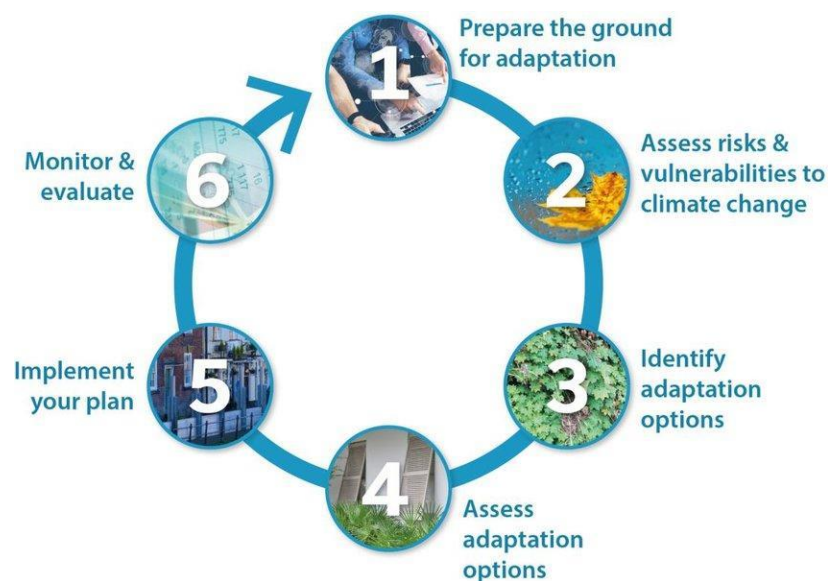 1
Prepare the ground
for adaptation
2
Assess risks &
vulnerabilities to
climate change
3
Identify
adaptation
options
4
Assess
adaptation
options
5
Implement
your plan
6
Monitor &
evaluate